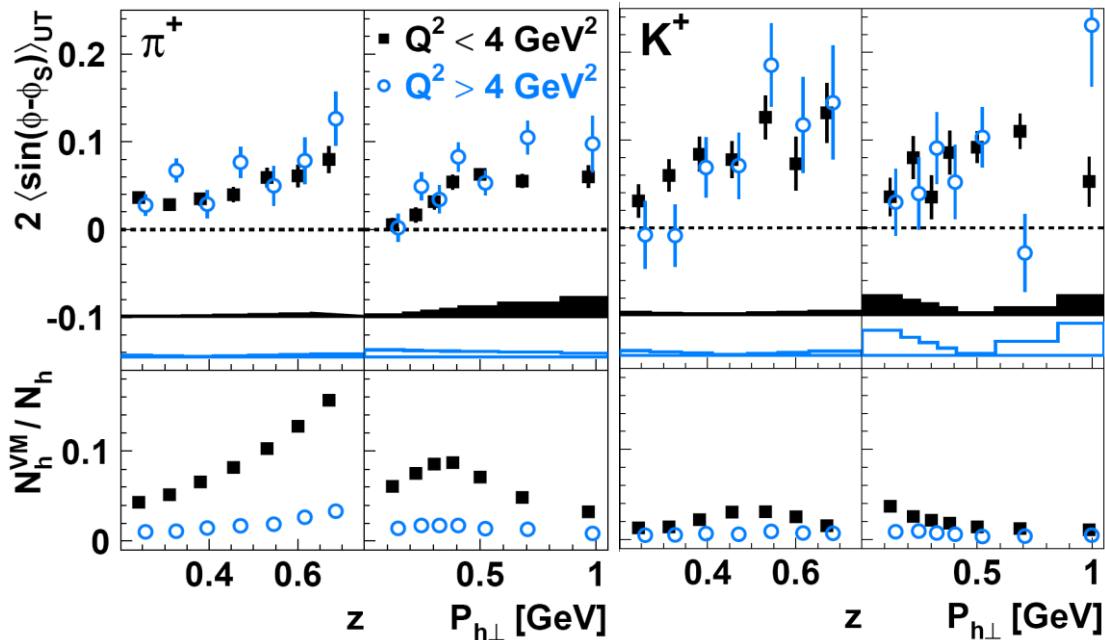 π+ ■ Q² < 4 GeV² K+
○ Q² > 4 GeV²
2 ⟨sin(φ-φS)⟩UT
0.2
0.1
0
-0.1
NhVM / Nh
0.1
0
0.4 0.6 0.5 1 0.4 0.6 0.5 1
z Ph⊥ [GeV] z Ph⊥ [GeV]